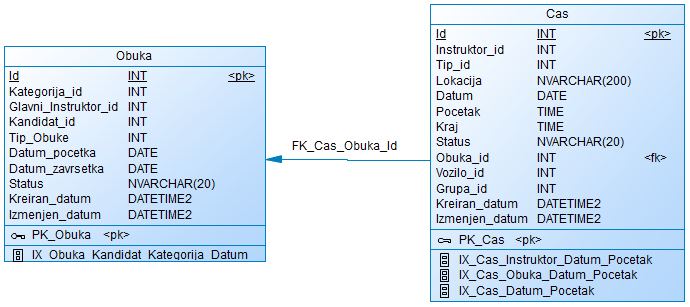 Obuka
Id INT <pk>
Kategorija_id INT
Glavni_Instruktor_id INT
Kandidat_id INT
Tip_Obuke INT
Datum_pocetka DATE
Datum_zavrsetka DATE
Status NVARCHAR(20)
Kreiran_datum DATETIME2
Izmenjen_datum DATETIME2
PK_Obuka <pk>
IX_Obuka_Kandidat_Kategorija_Datum
FK_Cas_Obuka_Id
Cas
Id INT <pk>
Instruktor_id INT
Tip_id INT
Lokacija NVARCHAR(200)
Datum DATE
Pocetak TIME
Kraj TIME
Status NVARCHAR(20)
Obuka_id INT <fk>
Vozilo_id INT
Grupa_id INT
Kreiran_datum DATETIME2
Izmenjen_datum DATETIME2
PK_Cas <pk>
IX_Cas_Instruktor_Datum_Pocetak
IX_Cas_Obuka_Datum_Pocetak
IX_Cas_Datum_Pocetak